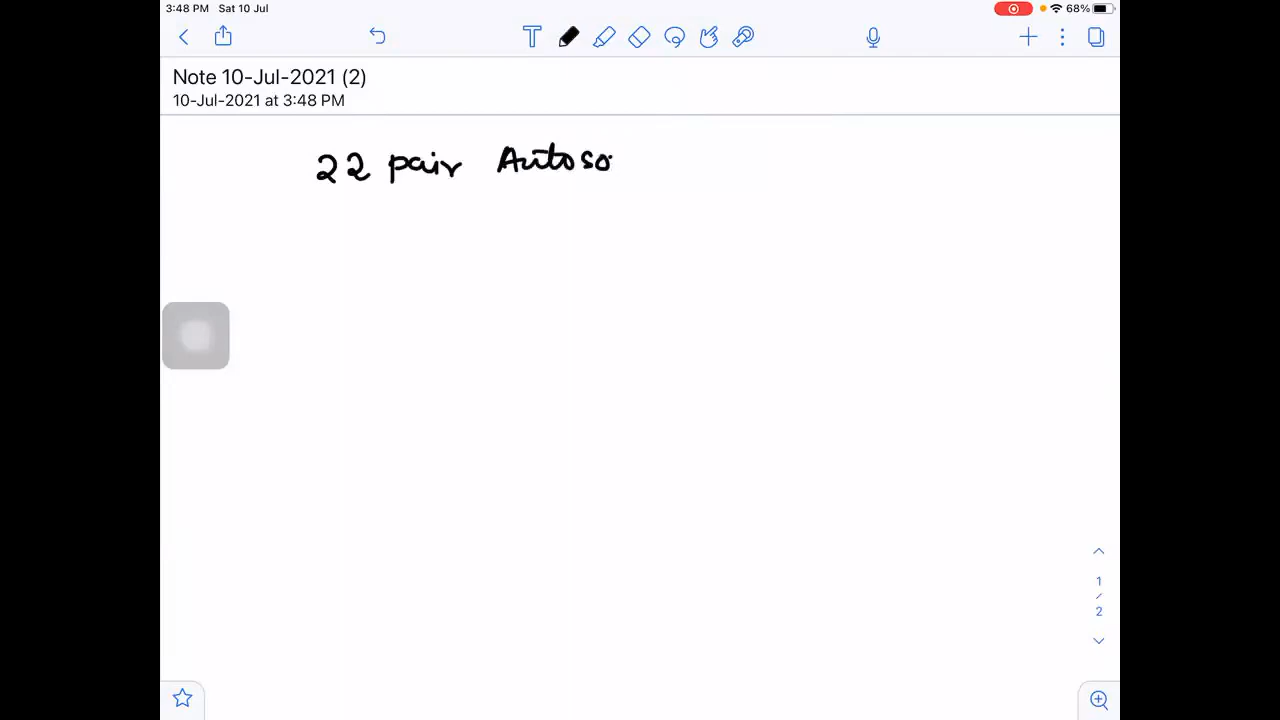 3:48 PM Sat 10 Jul 68%
Note 10-Jul-2021 (2)
10-Jul-2021 at 3:48 PM
22 pair Autoso
1
/
2